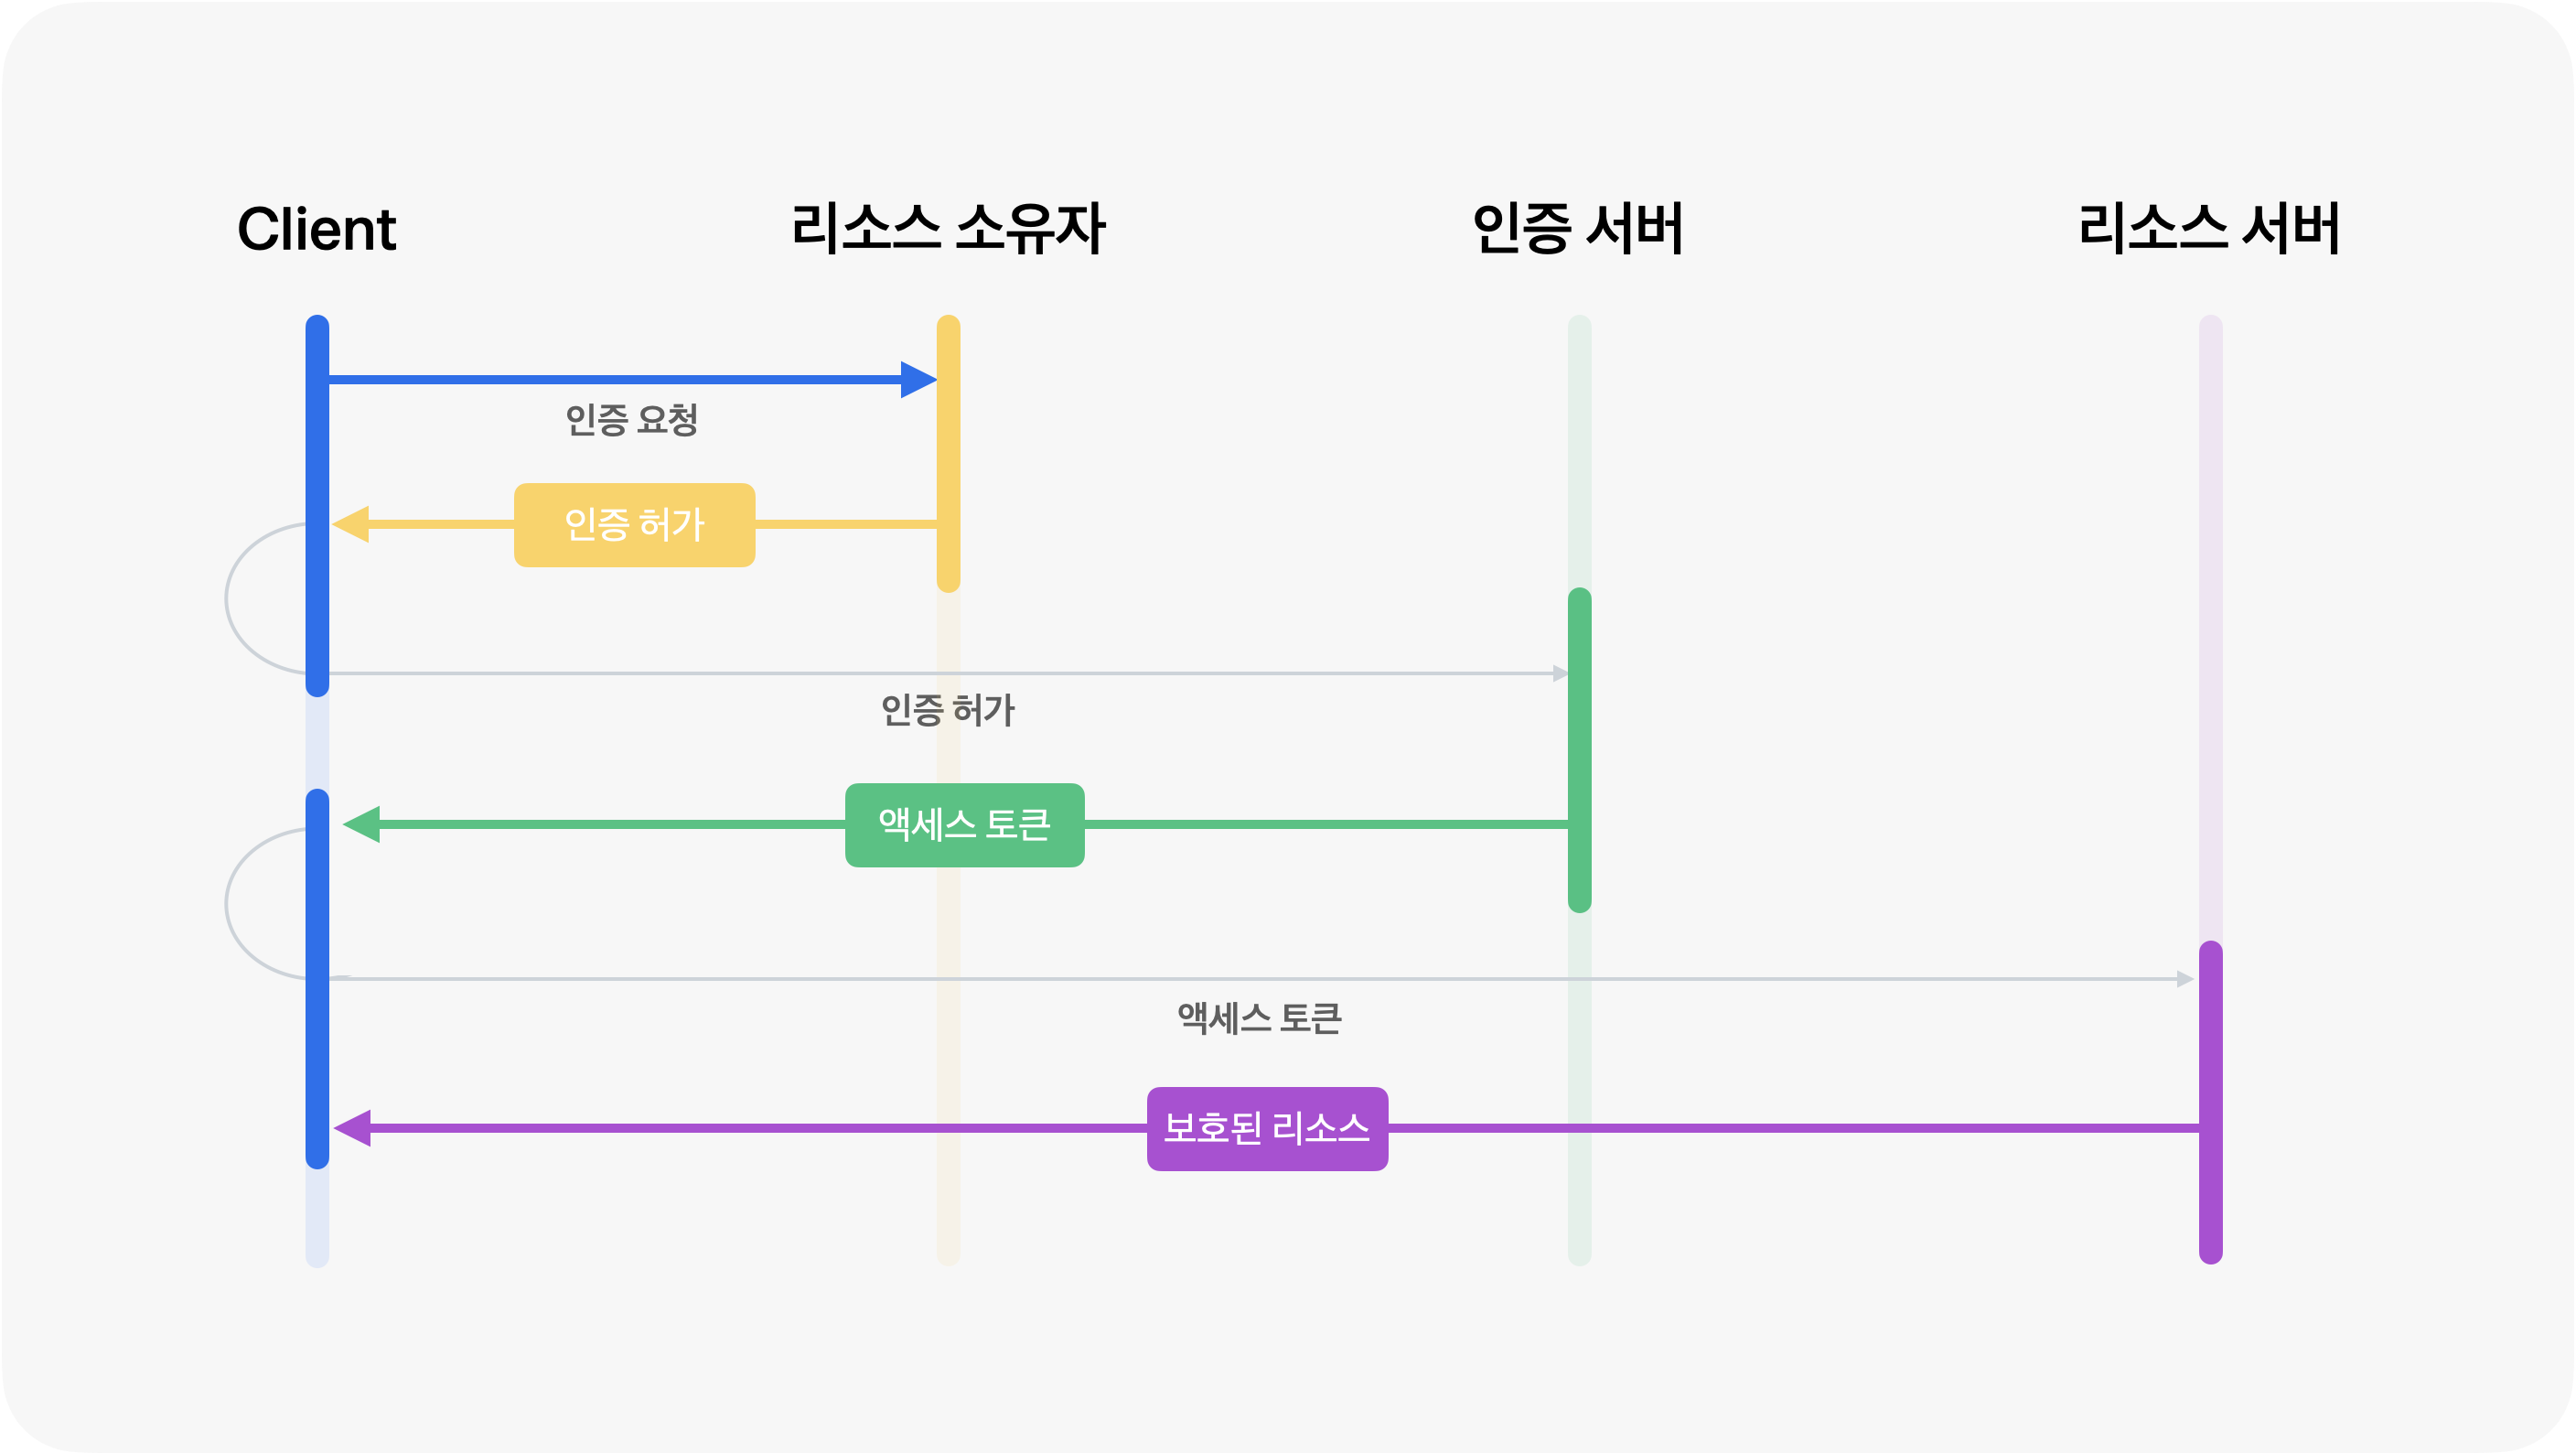 Client
리소스 소유자
인증 서버
리소스 서버
인증 요청
인증 허가
인증 허가
액세스 토큰
액세스 토큰
보호된 리소스